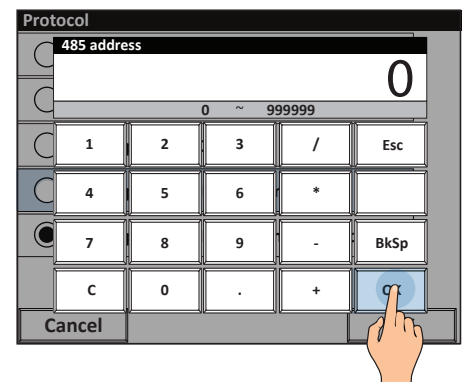 Protocol
485 address
0
0 ~ 999999
1 2 3 / Esc
4 5 6 *
7 8 9 - BkSp
C 0 . +
Cancel